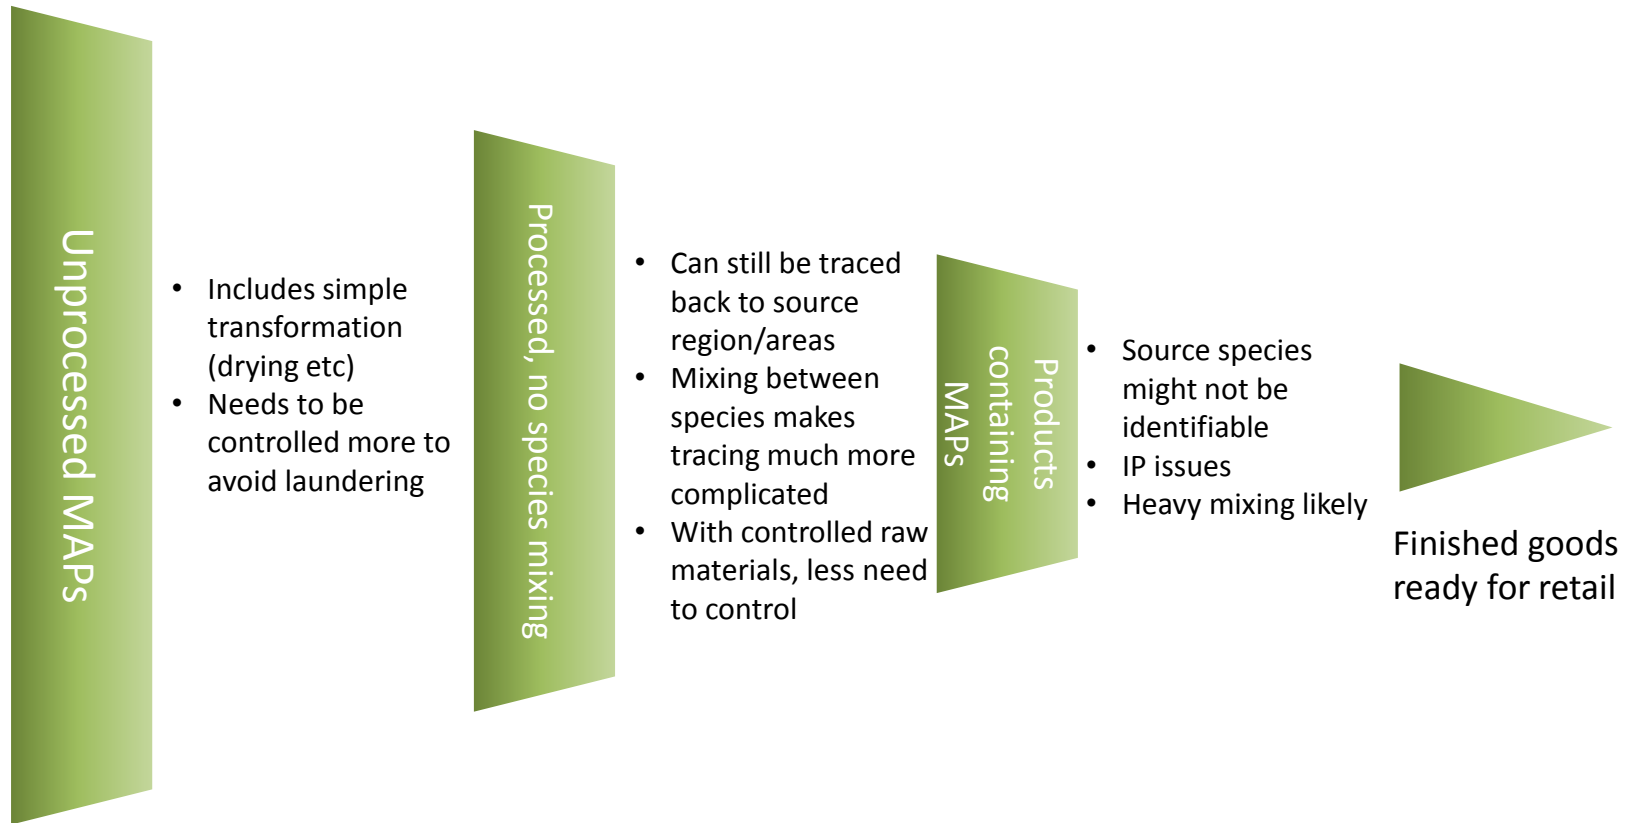 Unprocessed MAPs
• Includes simple
transformation
(drying etc)
• Needs to be
controlled more to
avoid laundering
Processed, no species mixing
• Can still be traced
back to source
region/areas
• Mixing between
species makes
tracing much more
complicated
• With controlled raw
materials, less need
to control
Products
containing
MAPs
• Source species
might not be
identifiable
• IP issues
• Heavy mixing likely
Finished goods
ready for retail